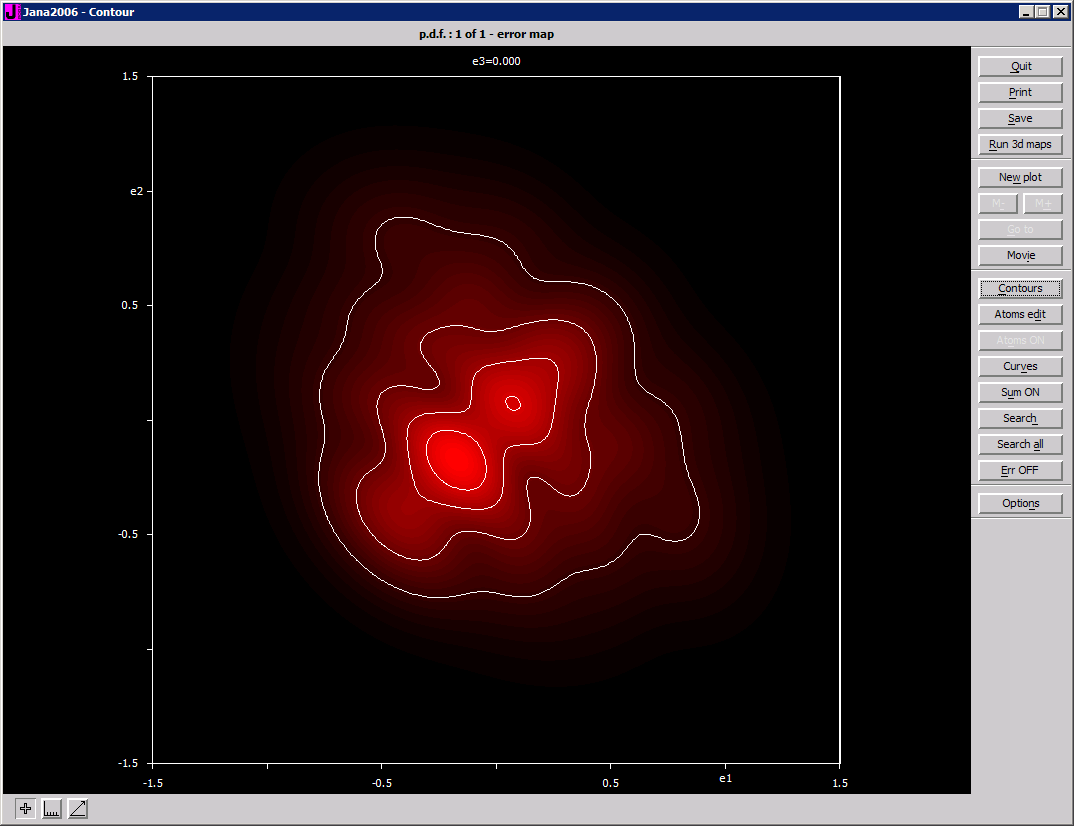 Jana2006 - Contour
p.d.f. : 1 of 1 - error map
e3=0.000
1.5
e2
0.5
-0.5
-1.5
-1.5
-0.5
0.5
e1
1.5
Quit
Print
Save
Run 3d maps
New plot
M- M+
Go to
Movie
Contours
Atoms edit
Atoms ON
Curves
Sum ON
Search
Search all
Err OFF
Options